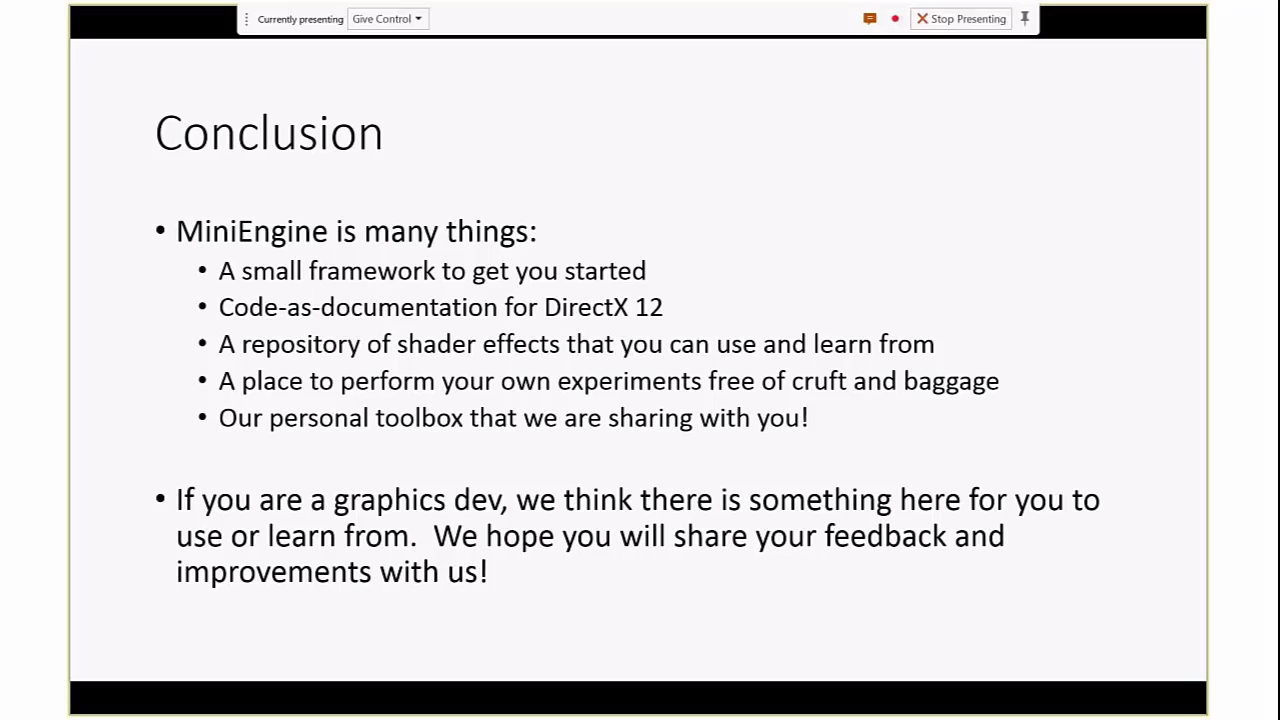 Currently presenting Give Control Stop Presenting
Conclusion
• MiniEngine is many things:
• A small framework to get you started
• Code-as-documentation for DirectX 12
• A repository of shader effects that you can use and learn from
• A place to perform your own experiments free of cruft and baggage
• Our personal toolbox that we are sharing with you!
• If you are a graphics dev, we think there is something here for you to
use or learn from.  We hope you will share your feedback and
improvements with us!